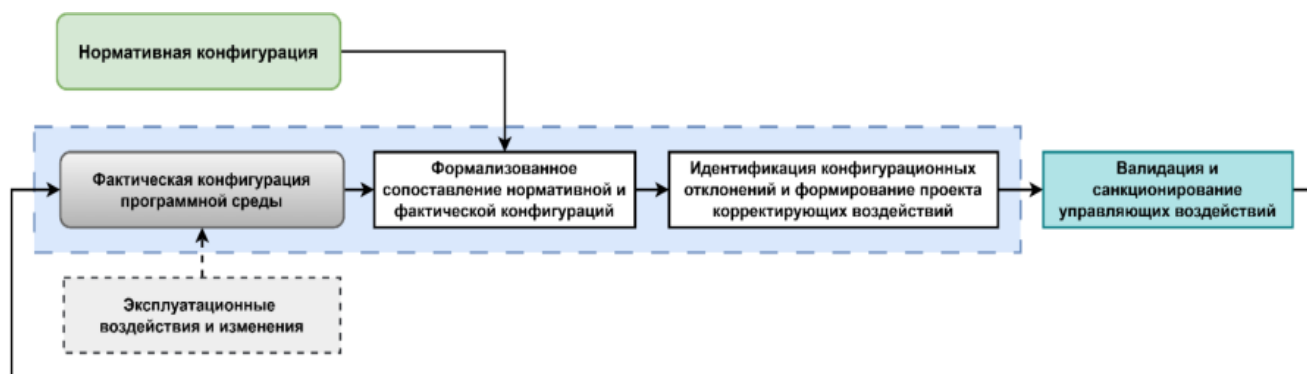 Нормативная конфигурация
Фактическая конфигурация
программной среды
Формализованное
сопоставление нормативной и
фактической конфигураций
Идентификация конфигурационных
отклонений и формирование проекта
корректирующих воздействий
Валидация и
санкционирование
управляющих воздействий
Эксплуатационные
воздействия и изменения